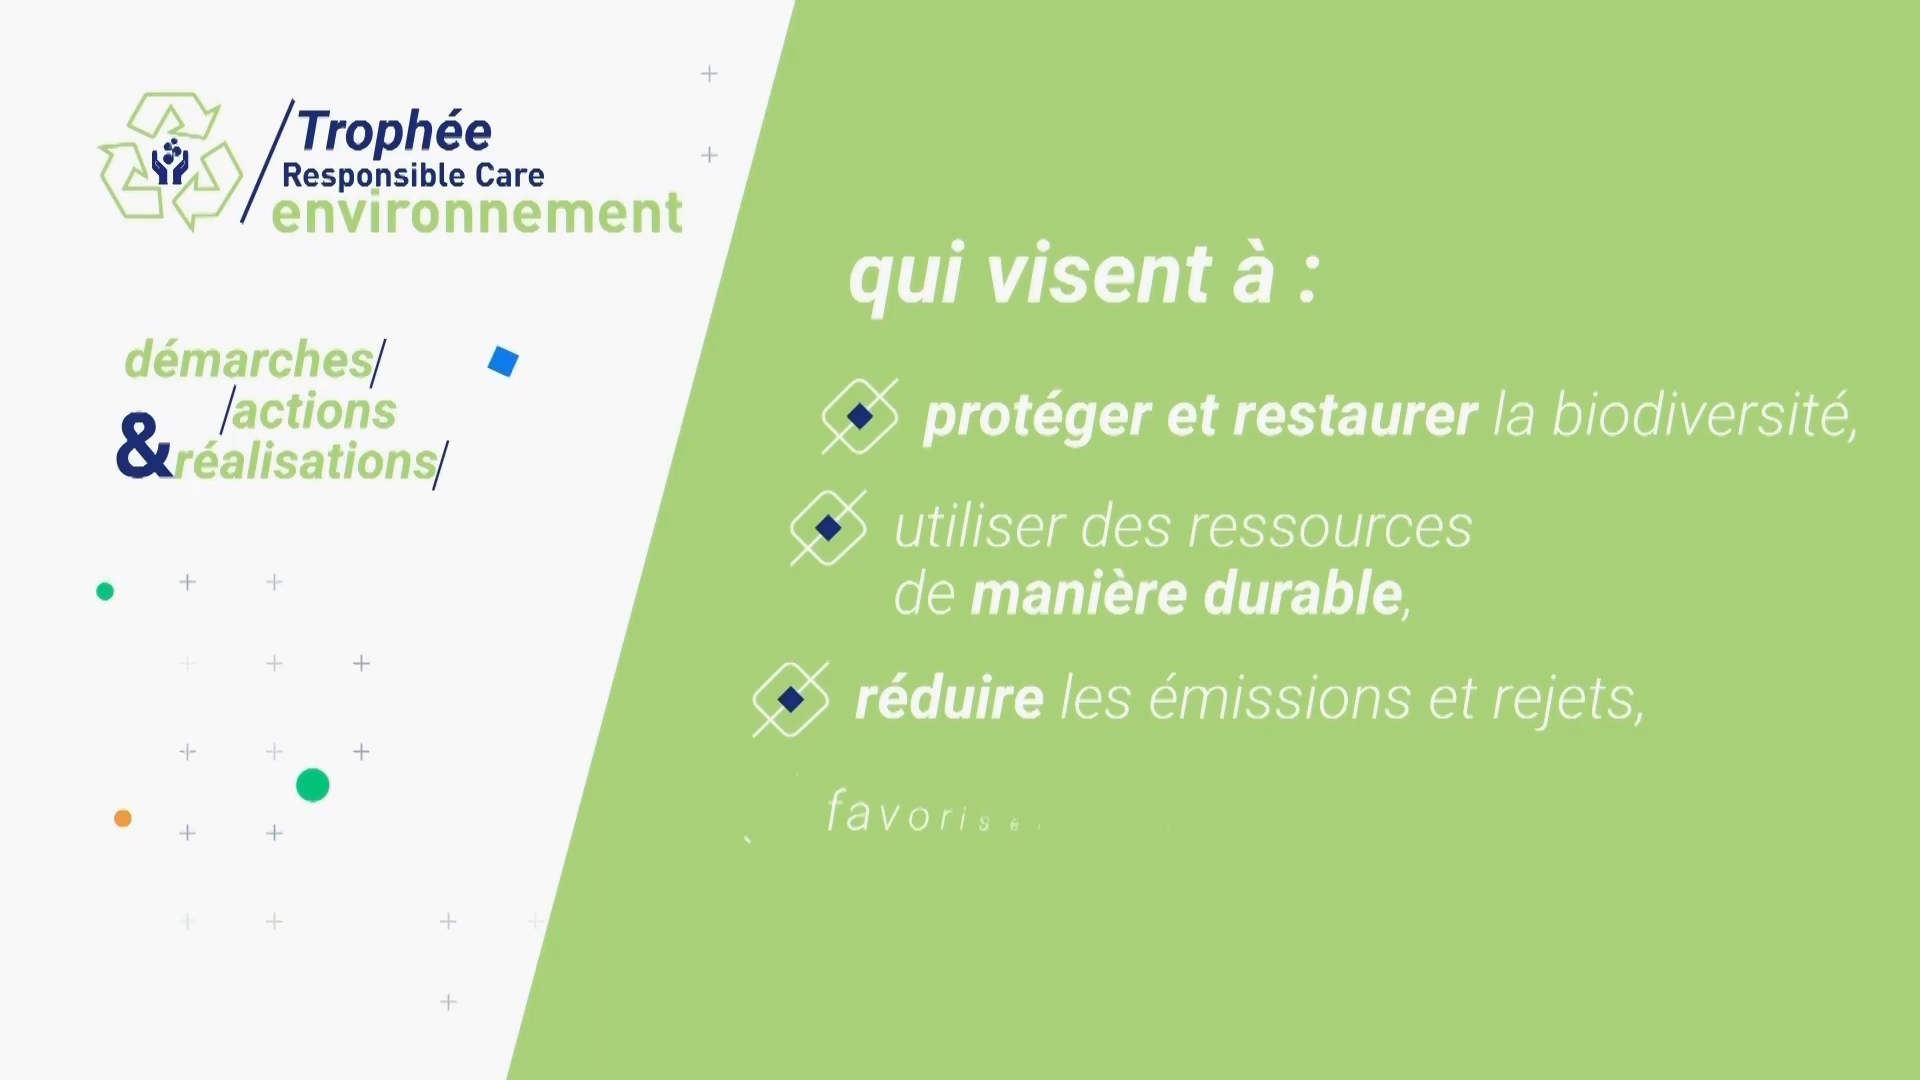 Trophée
Responsible Care
environnement
démarches/
/actions
&réalisations/
qui visent à :
protéger et restaurer la biodiversité,
utiliser des ressources
de manière durable,
réduire les émissions et rejets,